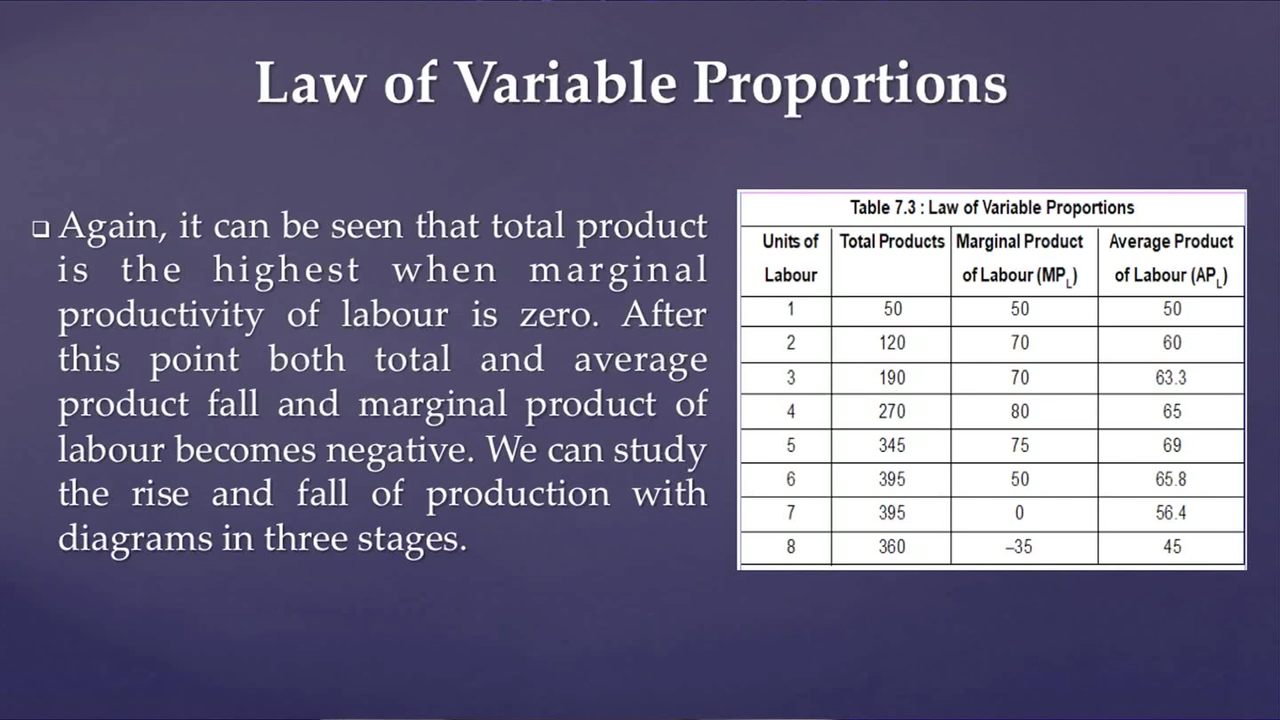 Law of Variable Proportions
Again, it can be seen that total product
is the highest when marginal
productivity of labour is zero. After
this point both total and average
product fall and marginal product of
labour becomes negative. We can study
the rise and fall of production with
diagrams in three stages.
Table 7.3 : Law of Variable Proportions
Units of Labour Total Products Marginal Product of Labour (MPL) Average Product of Labour (APL)
1 50 50 50
2 120 70 60
3 190 70 63.3
4 270 80 65
5 345 75 69
6 395 50 65.8
7 395 0 56.4
8 360 –35 45